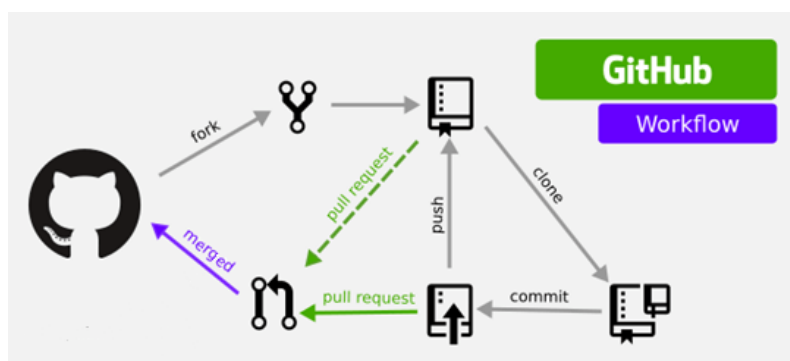 GitHub
Workflow
fork
clone
pull request
push
merged
pull request
commit